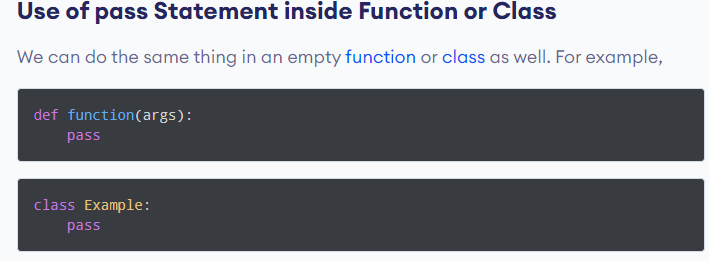 Use of pass Statement inside Function or Class
We can do the same thing in an empty function or class as well. For example,
def function(args):
    pass
class Example:
    pass